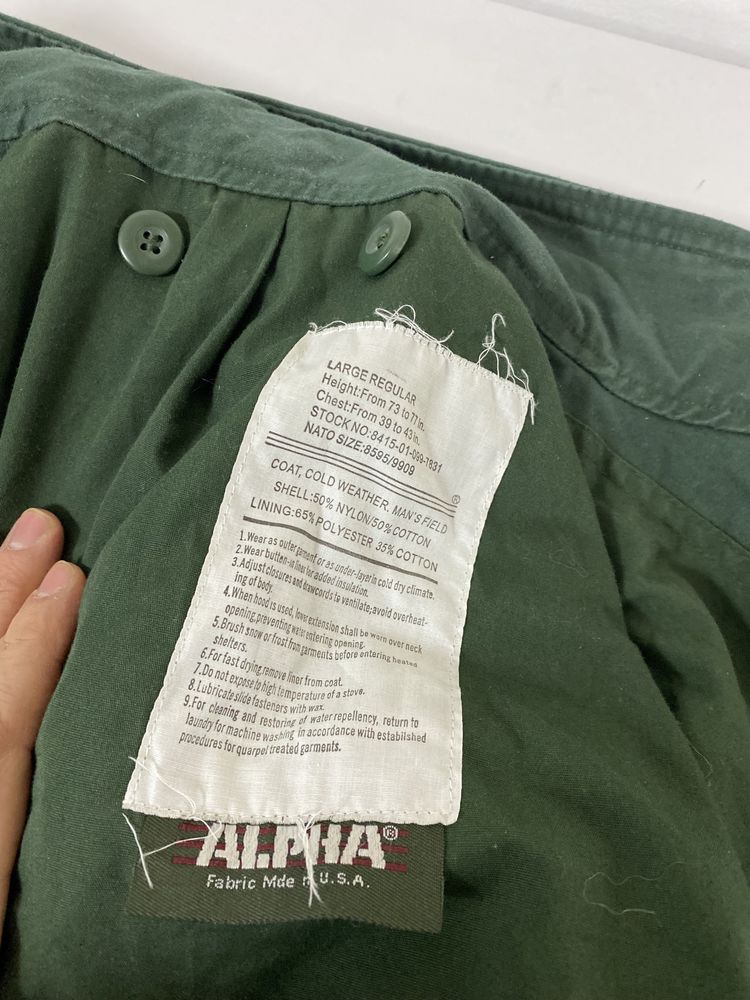 LARGE REGULAR
Height:From 73 to 77 in.
Chest:From 39 to 43 in.
STOCK NO:8415-01-099-7831
NATO SIZE:8595/9909
®
COAT, COLD WEATHER. MAN'S FIELD
SHELL:50% NYLON/50% COTTON
LINING:65% POLYESTER 35% COTTON
1.Wear as outer garment or as under-layer in cold dry climate.
2.Wear button-in liner for added insulation.
3.Adjust closures and drawcords to ventilate;avoid overheat-
ing of body.
4.When hood is used, lower extension shall be worn over neck
opening,preventing water entering opening.
5.Brush snow or frost from garments before entering heated
shelters.
6.For fast drying,remove liner from coat.
7.Do not expose to high temperature of a stove.
8.Lubricate slide fasteners with wax.
9.For cleaning and restoring of water repellency, return to
laundry for machine washing in accordance with established
procedures for quarpel treated garments.
ALPHA®
Fabric Mde n U.S.A.